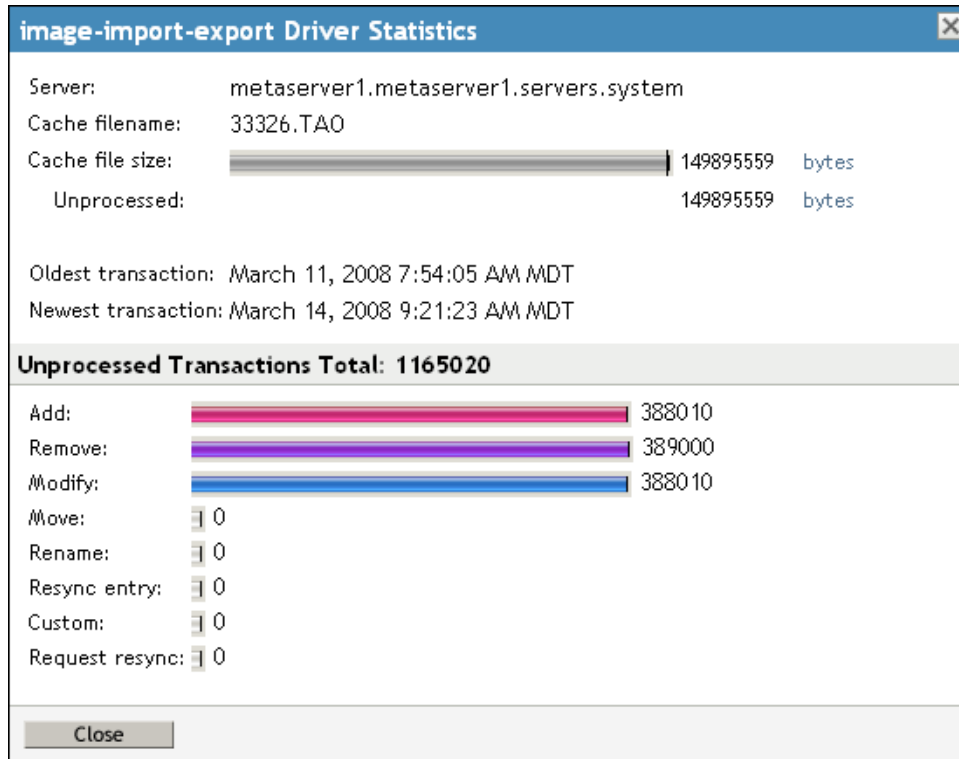 image-import-export Driver Statistics
Server: metaserver1.metaserver1.servers.system
Cache filename: 33326.TAO
Cache file size: 149895559 bytes
Unprocessed: 149895559 bytes
Oldest transaction: March 11, 2008 7:54:05 AM MDT
Newest transaction: March 14, 2008 9:21:23 AM MDT
Unprocessed Transactions Total: 1165020
Add: 388010
Remove: 389000
Modify: 388010
Move: 0
Rename: 0
Resync entry: 0
Custom: 0
Request resync: 0
Close